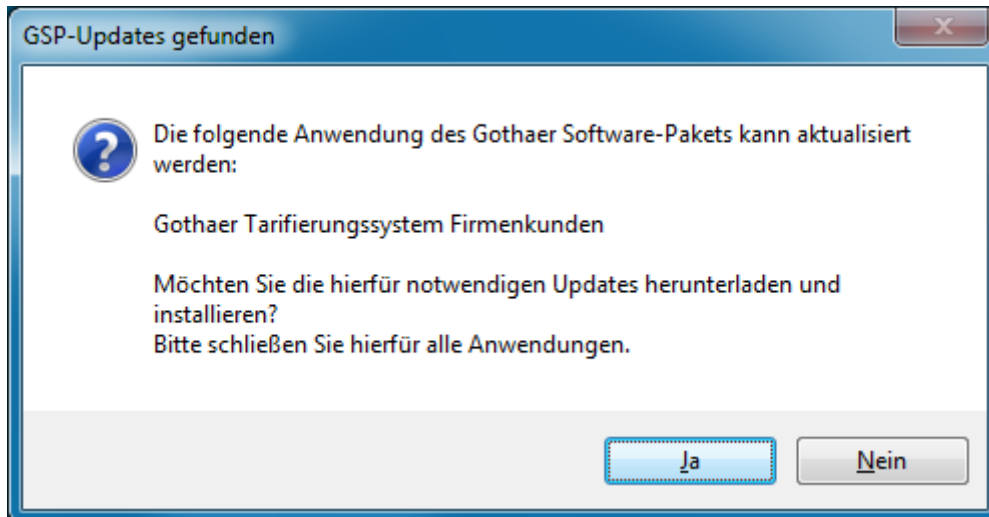 GSP-Updates gefunden
Die folgende Anwendung des Gothaer Software-Pakets kann aktualisiert
werden:
Gothaer Tarifierungssystem Firmenkunden
Möchten Sie die hierfür notwendigen Updates herunterladen und
installieren?
Bitte schließen Sie hierfür alle Anwendungen.
Ja
Nein